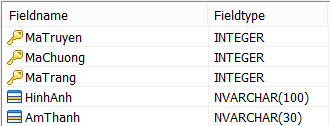 Fieldname Fieldtype
MaTruyen INTEGER
MaChuong INTEGER
MaTrang INTEGER
HinhAnh NVARCHAR(100)
AmThanh NVARCHAR(30)